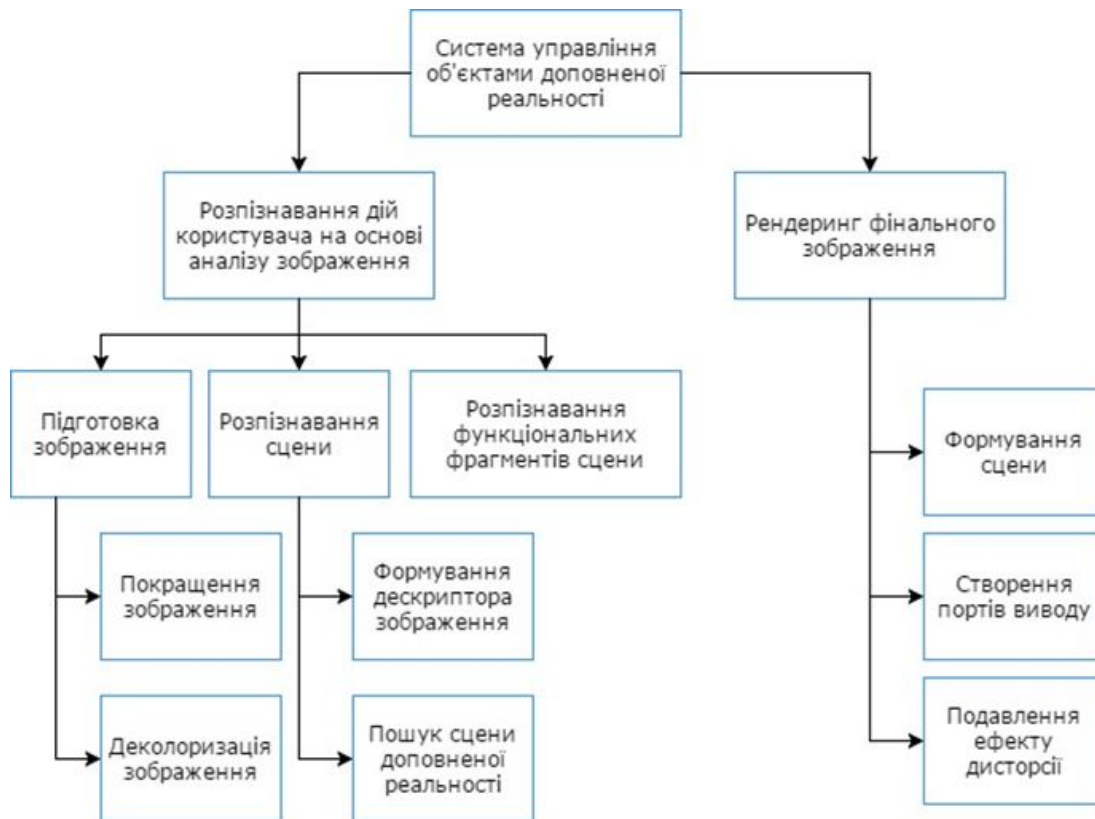 Система управління
об'єктами доповненої
реальності
Розпізнавання дій
користувача на основі
аналізу зображення
Рендеринг фінального
зображення
Підготовка
зображення
Розпізнавання
сцени
Розпізнавання
функціональних
фрагментів сцени
Формування
сцени
Покращення
зображення
Формування
дескриптора
зображення
Створення
портів виводу
Деколоризація
зображення
Пошук сцени
доповненої
реальності
Подавлення
ефекту
дисторсії